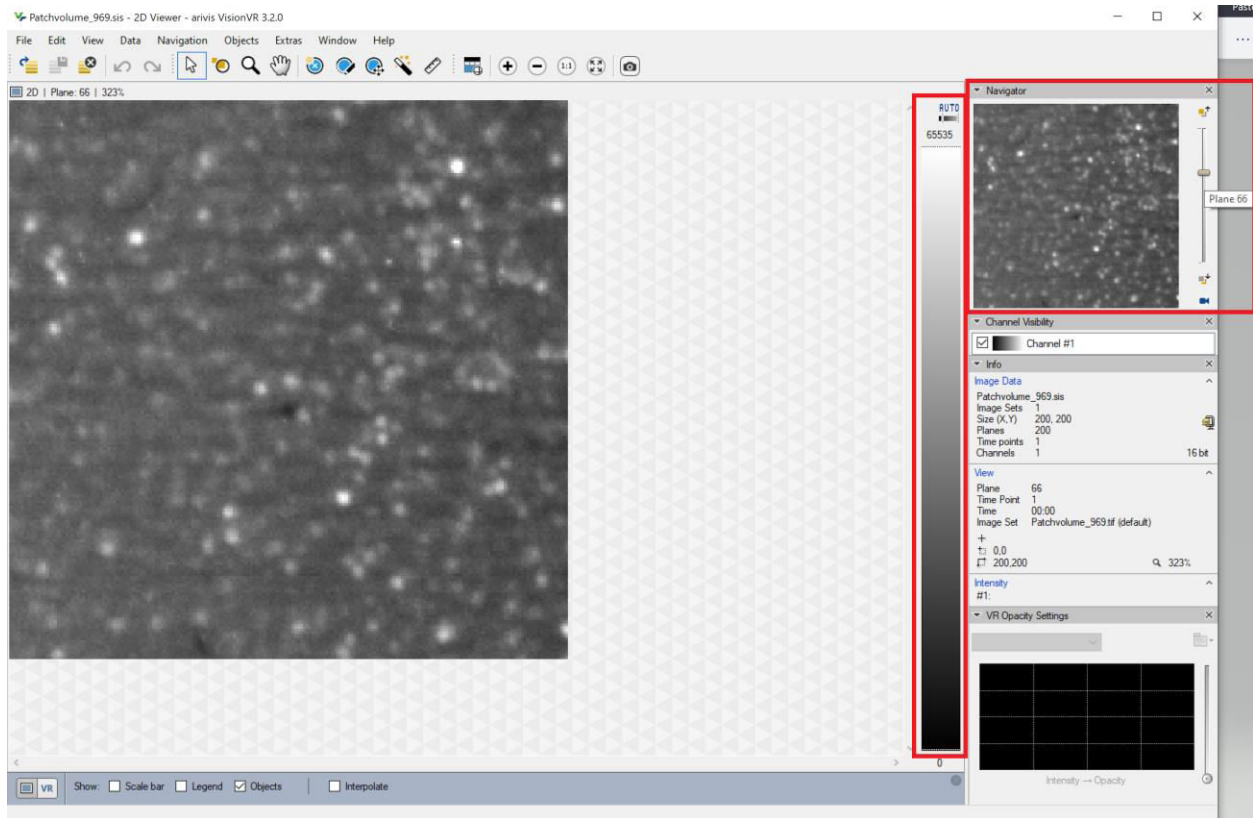 Patchvolume_969.sis - 2D Viewer - arivis VisionVR 3.2.0
Paste
File Edit View Data Navigation Objects Extras Window Help
1:1
2D | Plane: 66 | 323%
AUTO
65535
0
Navigator
Plane 66
Channel Visibility
Channel #1
Info
Image Data
Patchvolume_969.sis
Image Sets 1
Size (X,Y) 200, 200
Planes 200
Time points 1
Channels 1 16 bit
View
Plane 66
Time Point 1
Time 00:00
Image Set Patchvolume_969.tif (default)
0,0
200,200 323%
Intensity
#1:
VR Opacity Settings
Intensity → Opacity
VR Show: Scale bar Legend Objects Interpolate